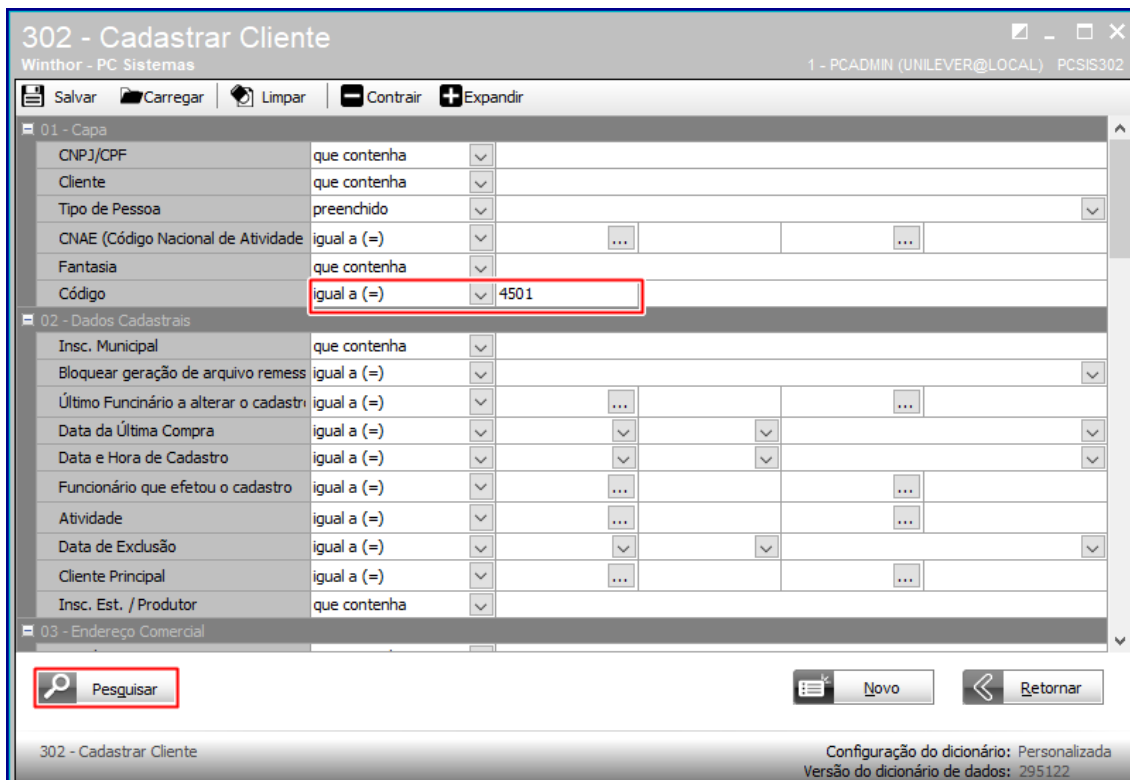 302 - Cadastrar Cliente
Winthor - PC Sistemas 1 - PCADMIN (UNILEVER@LOCAL) PCSIS302
Salvar Carregar Limpar Contrair Expandir
01 - Capa
CNPJ/CPF que contenha
Cliente que contenha
Tipo de Pessoa preenchido
CNAE (Código Nacional de Atividade igual a (=) ... ...
Fantasia que contenha
Código igual a (=) 4501
02 - Dados Cadastrais
Insc. Municipal que contenha
Bloquear geração de arquivo remess igual a (=)
Último Funcinário a alterar o cadastr igual a (=) ... ...
Data da Última Compra igual a (=)
Data e Hora de Cadastro igual a (=)
Funcionário que efetou o cadastro igual a (=) ... ...
Atividade igual a (=) ... ...
Data de Exclusão igual a (=)
Cliente Principal igual a (=) ... ...
Insc. Est. / Produtor que contenha
03 - Endereço Comercial
Pesquisar Novo Retornar
302 - Cadastrar Cliente Configuração do dicionário: Personalizada
Versão do dicionário de dados: 295122